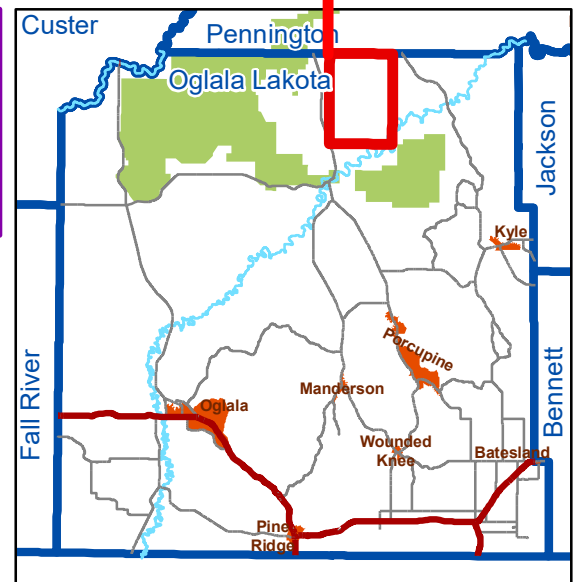 Custer
Pennington
Oglala Lakota
Jackson
Kyle
Porcupine
Fall River
Bennett
Manderson
Oglala
Wounded
Knee
Batesland
Pine
Ridge